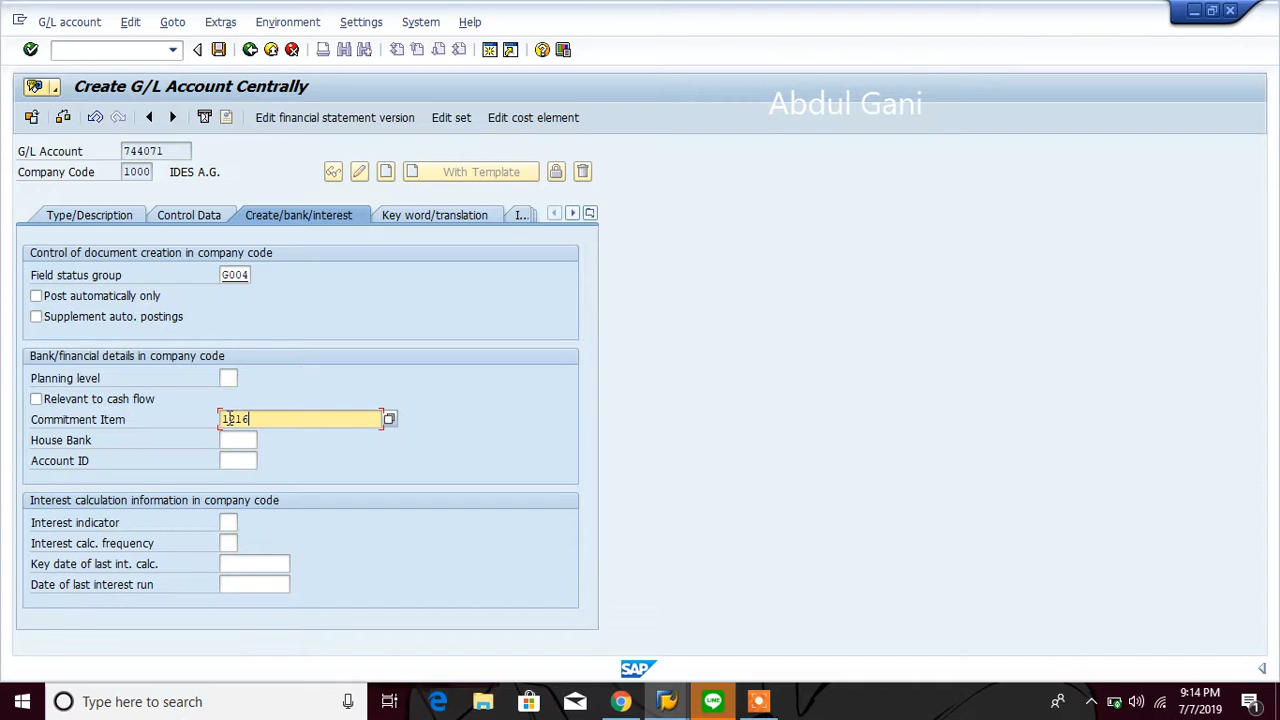 G/L account Edit Goto Extras Environment Settings System Help
Create G/L Account Centrally
Abdul Gani
Edit financial statement version Edit set Edit cost element
G/L Account 744071
Company Code 1000 IDES A.G. With Template
Type/Description Control Data Create/bank/interest Key word/translation I...
Control of document creation in company code
Field status group G004
Post automatically only
Supplement auto. postings
Bank/financial details in company code
Planning level
Relevant to cash flow
Commitment Item 1216
House Bank
Account ID
Interest calculation information in company code
Interest indicator
Interest calc. frequency
Key date of last int. calc.
Date of last interest run
SAP
Type here to search LINE 9:14 PM
7/7/2019 1